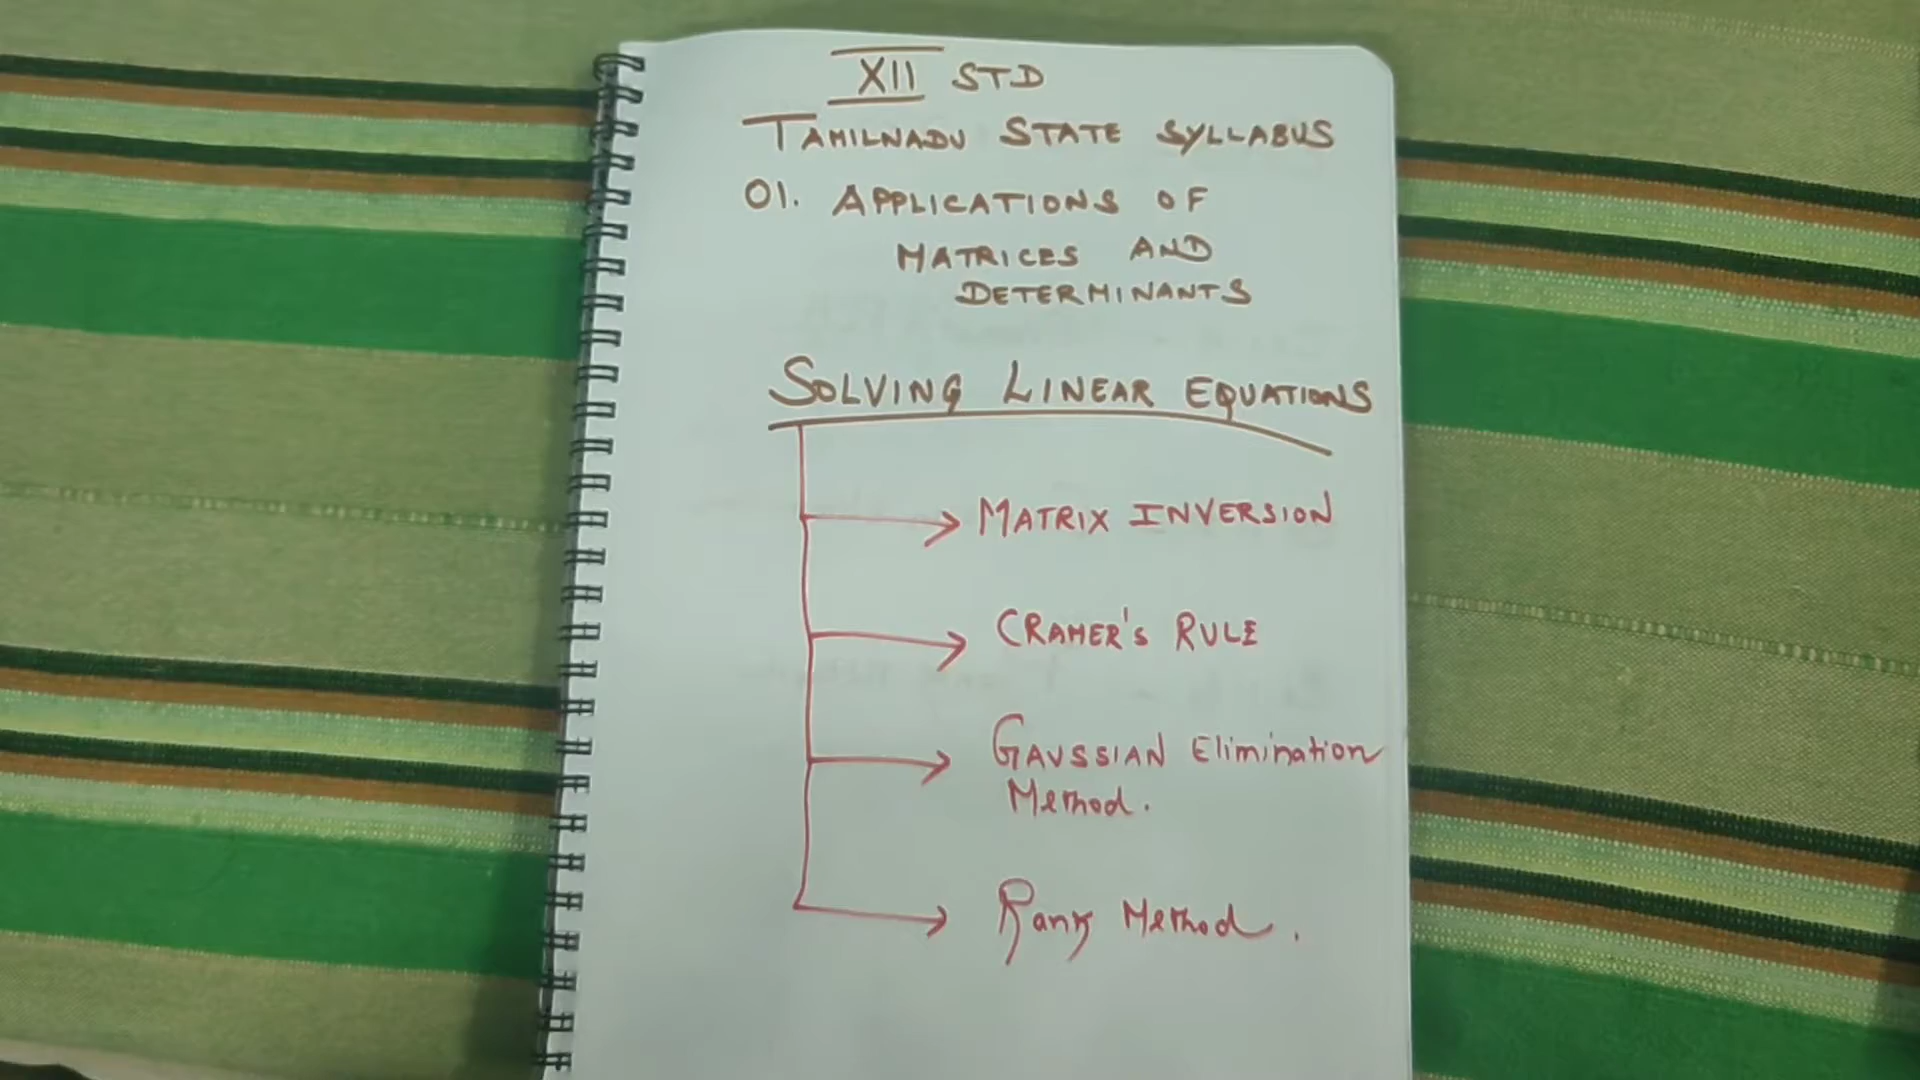 XII STD
TAMILNADU STATE SYLLABUS
01. APPLICATIONS OF
MATRICES AND
DETERMINANTS
SOLVING LINEAR EQUATIONS
MATRIX INVERSION
CRAMER'S RULE
GAUSSIAN Elimination
Method.
Rank Method.